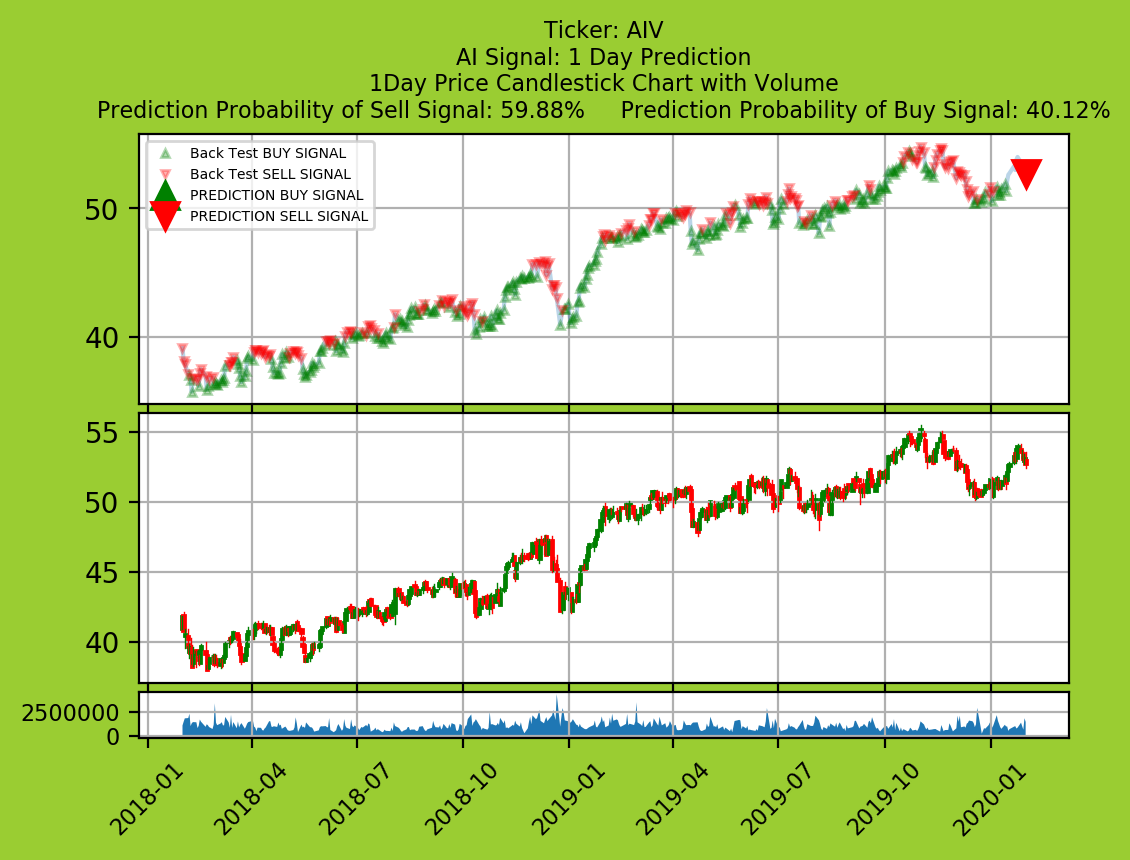 Ticker: AIV
AI Signal: 1 Day Prediction
1Day Price Candlestick Chart with Volume
Prediction Probability of Sell Signal: 59.88%     Prediction Probability of Buy Signal: 40.12%
Back Test BUY SIGNAL
Back Test SELL SIGNAL
PREDICTION BUY SIGNAL
PREDICTION SELL SIGNAL
50
40
55
50
45
40
2500000
0
2018-01
2018-04
2018-07
2018-10
2019-01
2019-04
2019-07
2019-10
2020-01